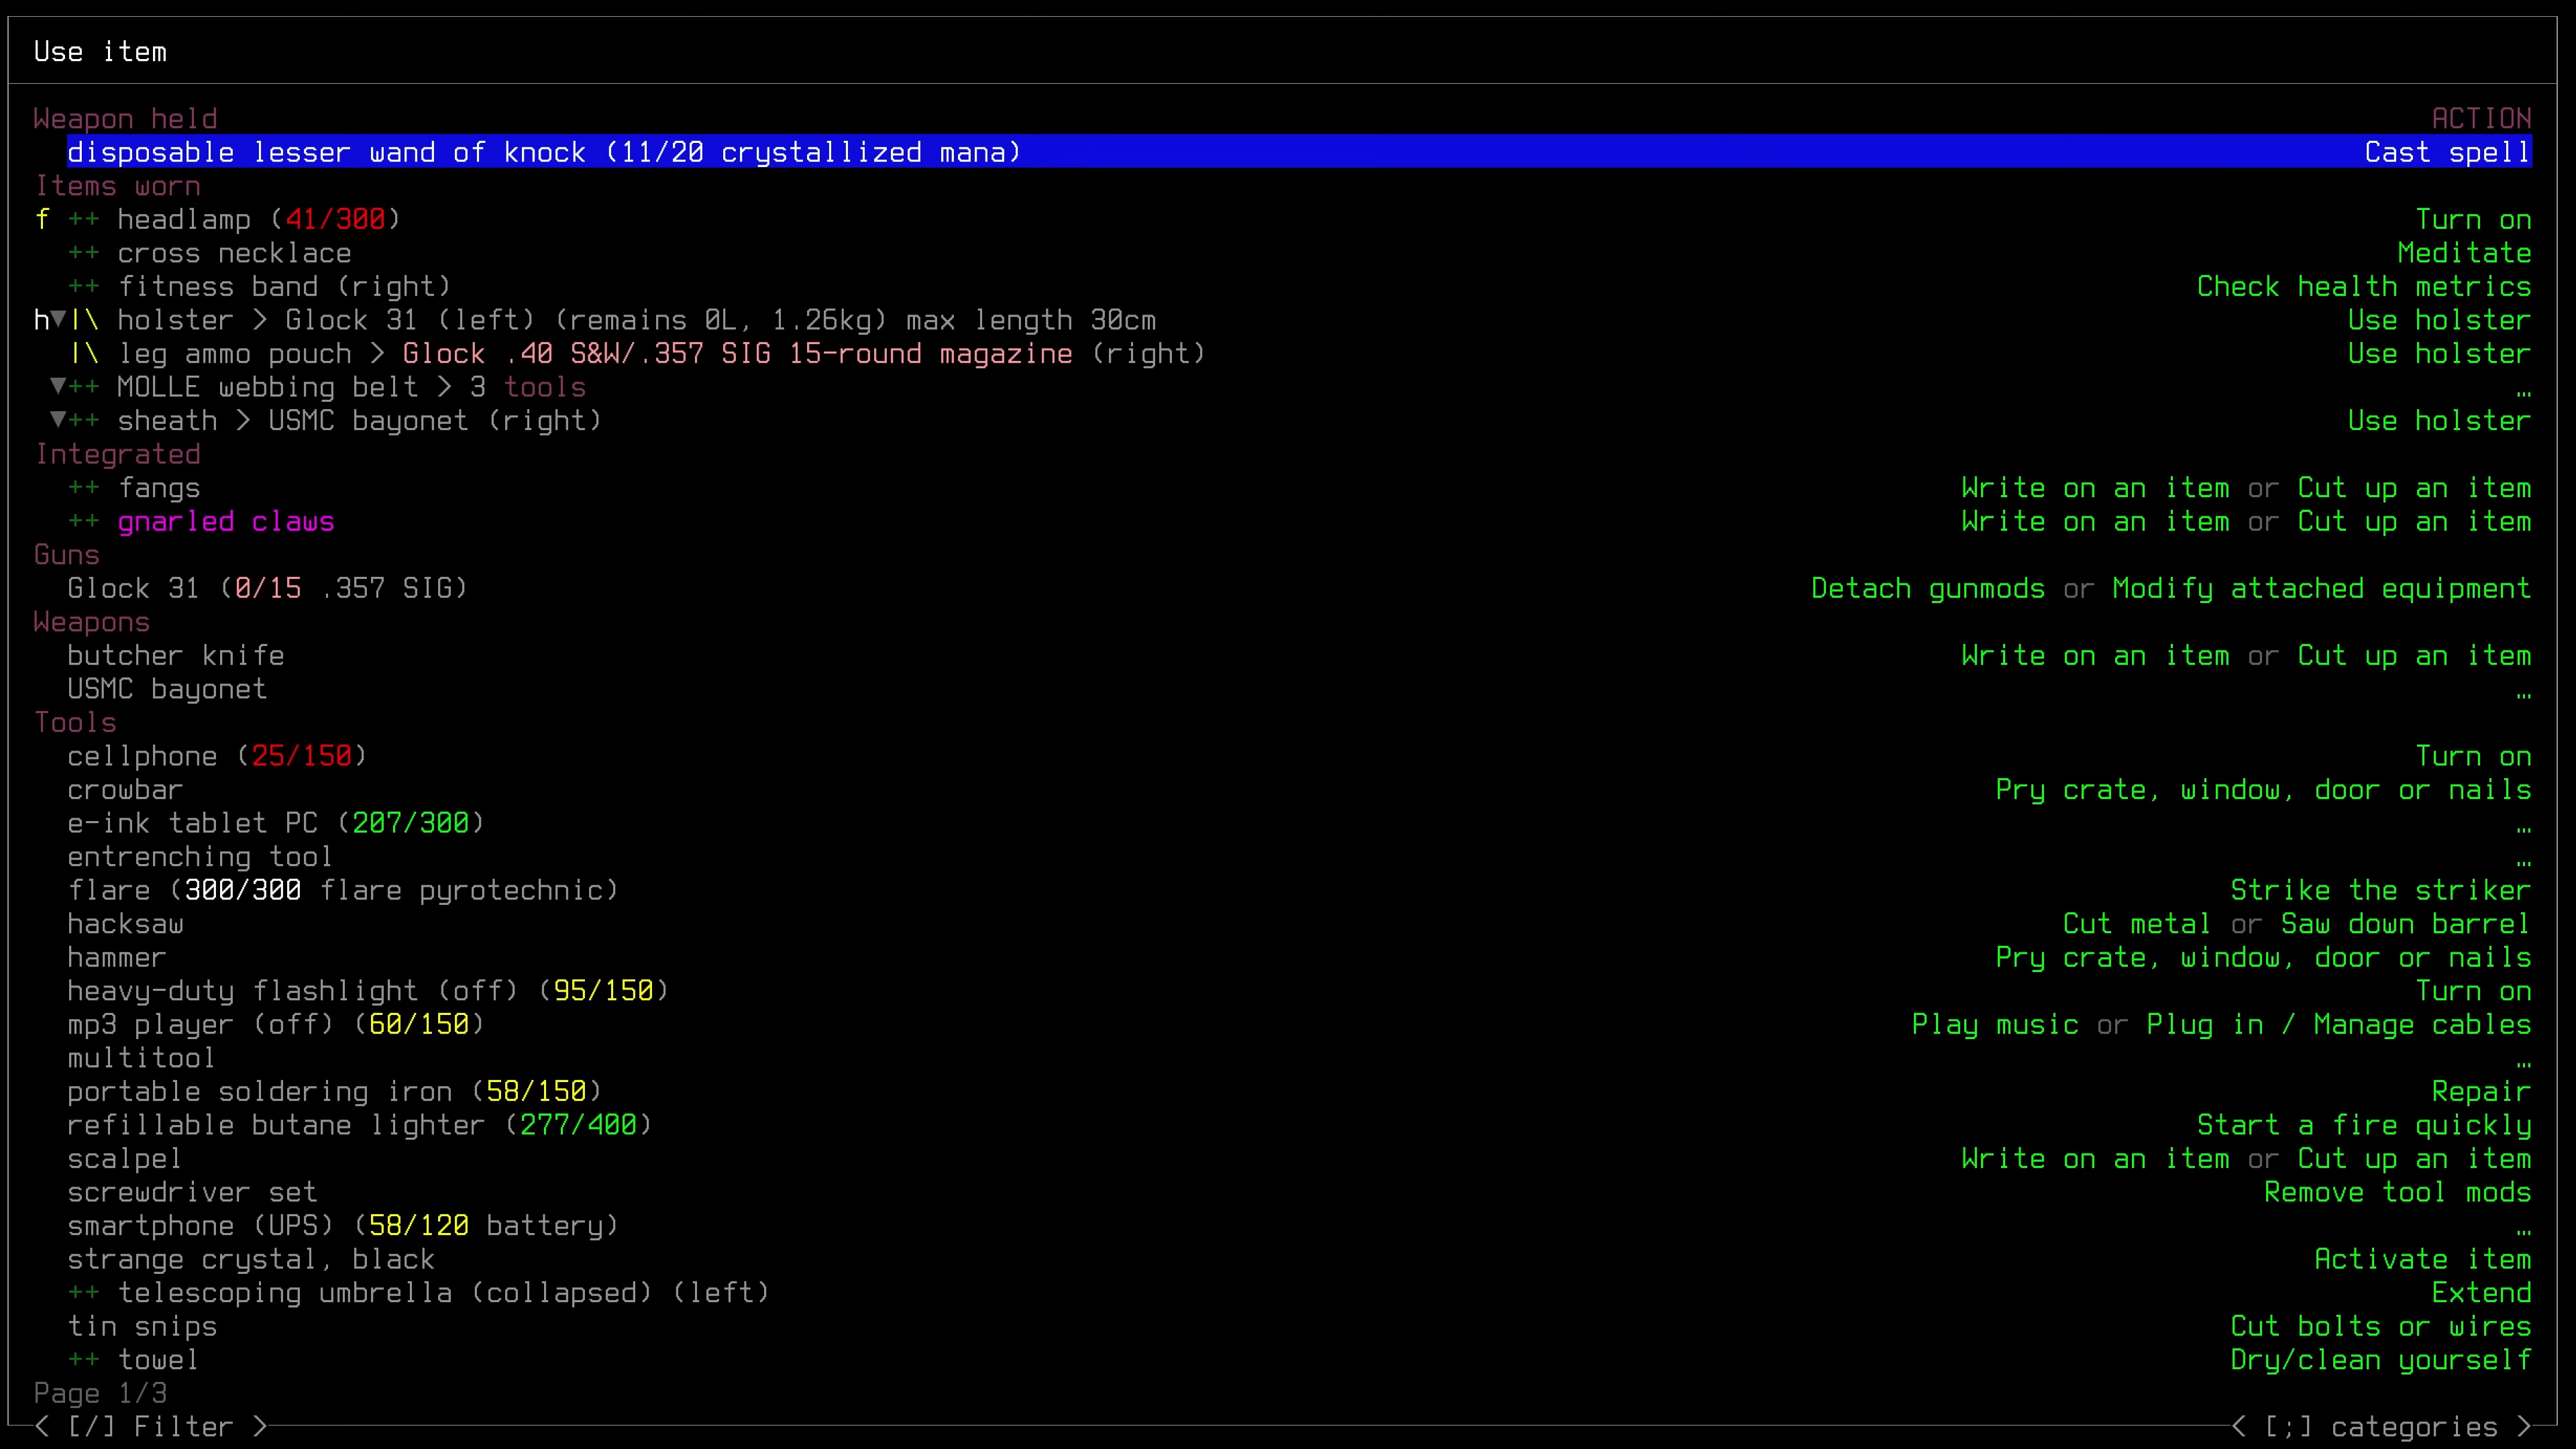 Use item
Weapon held ACTION
disposable lesser wand of knock (11/20 crystallized mana) Cast spell
Items worn
f ++ headlamp (41/300) Turn on
++ cross necklace Meditate
++ fitness band (right) Check health metrics
h▼|\ holster > Glock 31 (left) (remains 0L, 1.26kg) max length 30cm Use holster
|\ leg ammo pouch > Glock .40 S&W/.357 SIG 15-round magazine (right) Use holster
▼++ MOLLE webbing belt > 3 tools …
▼++ sheath > USMC bayonet (right) Use holster
Integrated
++ fangs Write on an item or Cut up an item
++ gnarled claws Write on an item or Cut up an item
Guns
Glock 31 (0/15 .357 SIG) Detach gunmods or Modify attached equipment
Weapons
butcher knife Write on an item or Cut up an item
USMC bayonet …
Tools
cellphone (25/150) Turn on
crowbar Pry crate, window, door or nails
e-ink tablet PC (207/300) …
entrenching tool …
flare (300/300 flare pyrotechnic) Strike the striker
hacksaw Cut metal or Saw down barrel
hammer Pry crate, window, door or nails
heavy-duty flashlight (off) (95/150) Turn on
mp3 player (off) (60/150) Play music or Plug in / Manage cables
multitool …
portable soldering iron (58/150) Repair
refillable butane lighter (277/400) Start a fire quickly
scalpel Write on an item or Cut up an item
screwdriver set Remove tool mods
smartphone (UPS) (58/120 battery) …
strange crystal, black Activate item
++ telescoping umbrella (collapsed) (left) Extend
tin snips Cut bolts or wires
++ towel Dry/clean yourself
Page 1/3
< [/] Filter > < [;] categories >